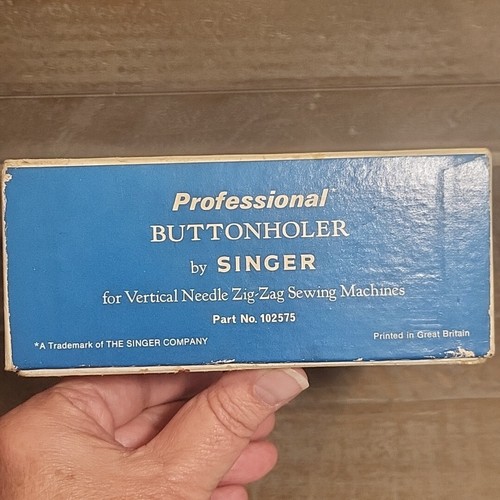 Professional™
BUTTONHOLER
by SINGER
for Vertical Needle Zig-Zag Sewing Machines
Part No. 102575
*A Trademark of THE SINGER COMPANY
Printed in Great Britain